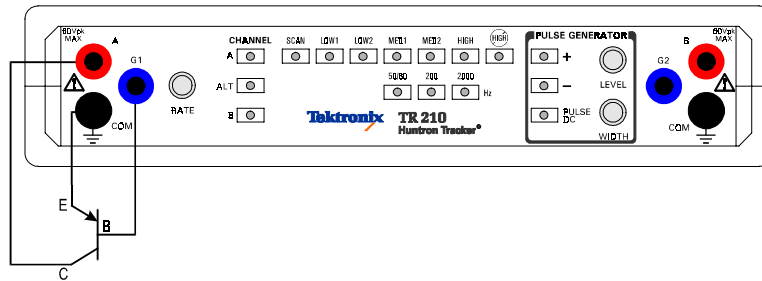 60Vpk
MAX
A
G1
CHANNEL
A
ALT
B
RATE
COM
SCAN LOW1 LOW2 MED1 MED2 HIGH HIGH
50/60 200 2000 Hz
Tektronix TR 210
Huntron Tracker®
PULSE GENERATOR
+
−
PULSE
DC
LEVEL
WIDTH
G2
B
60Vpk
MAX
COM
E
B
C